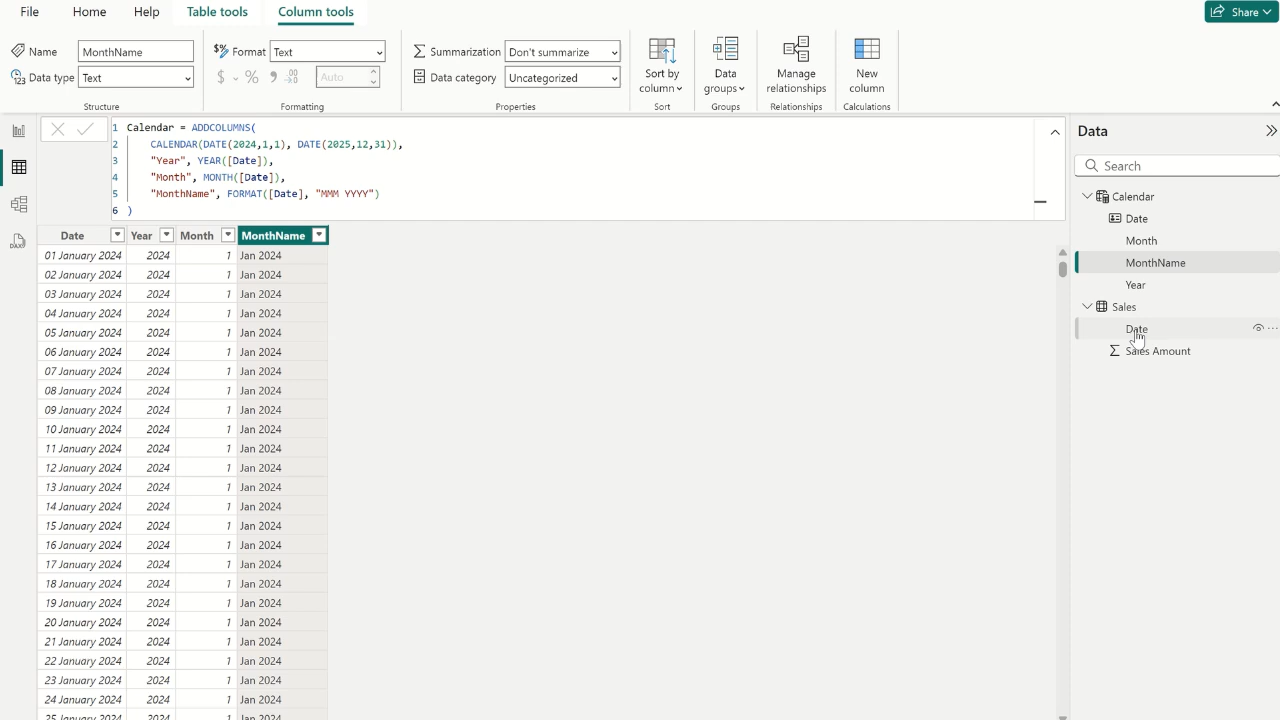 File Home Help Table tools Column tools Share
Name MonthName $% Format Text Σ Summarization Don't summarize Sort by column Data groups Manage relationships New column
123 Data type Text $ % , .00 Auto Data category Uncategorized
Structure Formatting Properties Sort Groups Relationships Calculations
1 Calendar = ADDCOLUMNS(
2 CALENDAR(DATE(2024,1,1), DATE(2025,12,31)),
3 "Year", YEAR([Date]),
4 "Month", MONTH([Date]),
5 "MonthName", FORMAT([Date], "MMM YYYY")
6 )
Date Year Month MonthName
01 January 2024 2024 1 Jan 2024
02 January 2024 2024 1 Jan 2024
03 January 2024 2024 1 Jan 2024
04 January 2024 2024 1 Jan 2024
05 January 2024 2024 1 Jan 2024
06 January 2024 2024 1 Jan 2024
07 January 2024 2024 1 Jan 2024
08 January 2024 2024 1 Jan 2024
09 January 2024 2024 1 Jan 2024
10 January 2024 2024 1 Jan 2024
11 January 2024 2024 1 Jan 2024
12 January 2024 2024 1 Jan 2024
13 January 2024 2024 1 Jan 2024
14 January 2024 2024 1 Jan 2024
15 January 2024 2024 1 Jan 2024
16 January 2024 2024 1 Jan 2024
17 January 2024 2024 1 Jan 2024
18 January 2024 2024 1 Jan 2024
19 January 2024 2024 1 Jan 2024
20 January 2024 2024 1 Jan 2024
21 January 2024 2024 1 Jan 2024
22 January 2024 2024 1 Jan 2024
23 January 2024 2024 1 Jan 2024
24 January 2024 2024 1 Jan 2024
25 January 2024 2024 1 Jan 2024
Data
Search
Calendar
Date
Month
MonthName
Year
Sales
Date
Σ Sales Amount